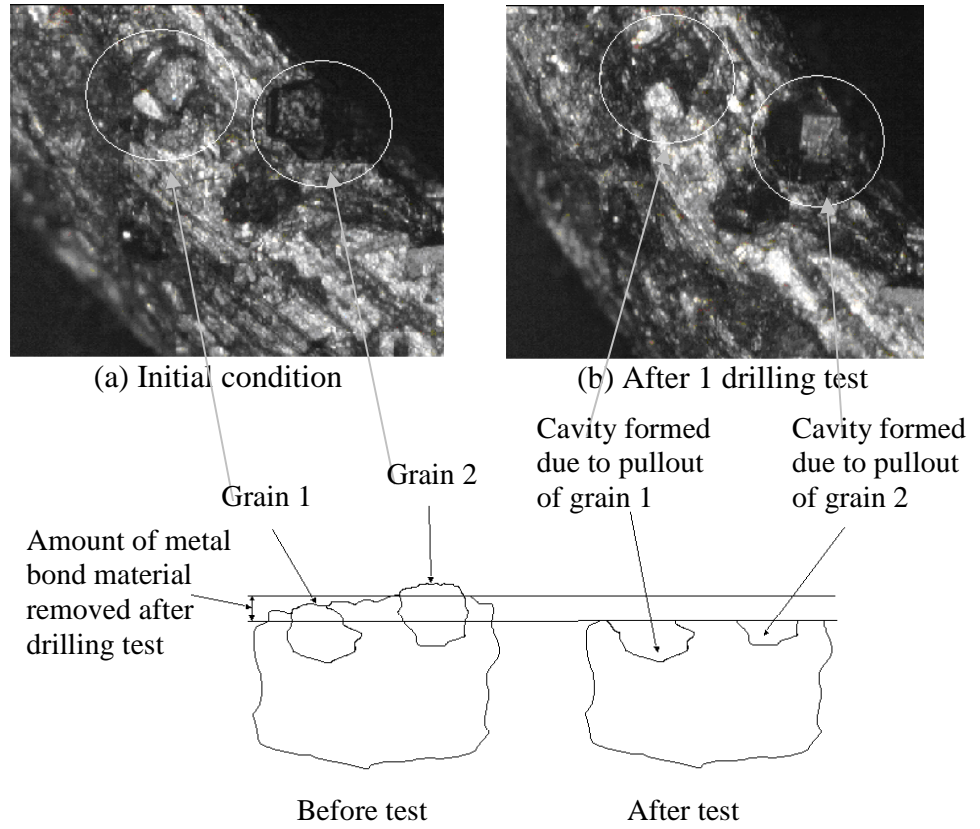 (a) Initial condition
(b) After 1 drilling test
Cavity formed
due to pullout
of grain 1
Cavity formed
due to pullout
of grain 2
Grain 1
Grain 2
Amount of metal
bond material
removed after
drilling test
Before test
After test